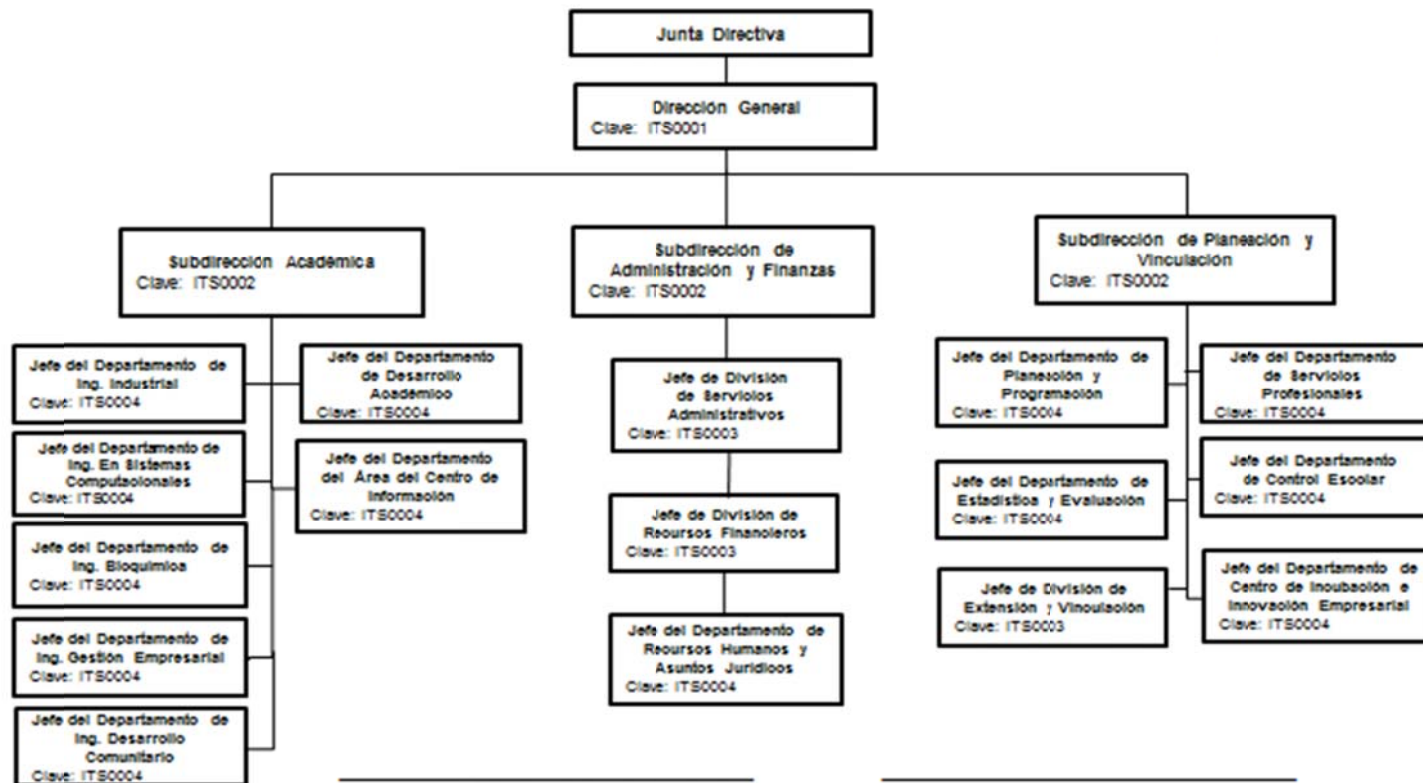 Junta Directiva
Dirección General
Clave: ITS0001
Subdirección Académica
Clave: ITS0002
Subdirección de
Administración y Finanzas
Clave: ITS0002
Subdirección de Planeación y
Vinculación
Clave: ITS0002
Jefe del Departamento de
Ing. Industrial
Clave: ITS0004
Jefe del Departamento de
Ing. En Sistemas
Computacionales
Clave: ITS0004
Jefe del Departamento de
Ing. Bioquímica
Clave: ITS0004
Jefe del Departamento de
Ing. Gestión Empresarial
Clave: ITS0004
Jefe del Departamento de
Ing. Desarrollo
Comunitario
Clave: ITS0004
Jefe del Departamento
de Desarrollo
Académico
Clave: ITS0004
Jefe del Departamento
del Área del Centro de
Información
Clave: ITS0004
Jefe de División
de Servicios
Administrativos
Clave: ITS0003
Jefe de División de
Recursos Financieros
Clave: ITS0003
Jefe del Departamento de
Recursos Humanos y
Asuntos Jurídicos
Clave: ITS0004
Jefe del Departamento de
Planeación y
Programación
Clave: ITS0004
Jefe del Departamento de
Estadística y Evaluación
Clave: ITS0004
Jefe de División de
Extensión y Vinculación
Clave: ITS0003
Jefe del Departamento
de Servicios
Profesionales
Clave: ITS0004
Jefe del Departamento
de Control Escolar
Clave: ITS0004
Jefe del Departamento de
Centro de Incubación e
Innovación Empresarial
Clave: ITS0004